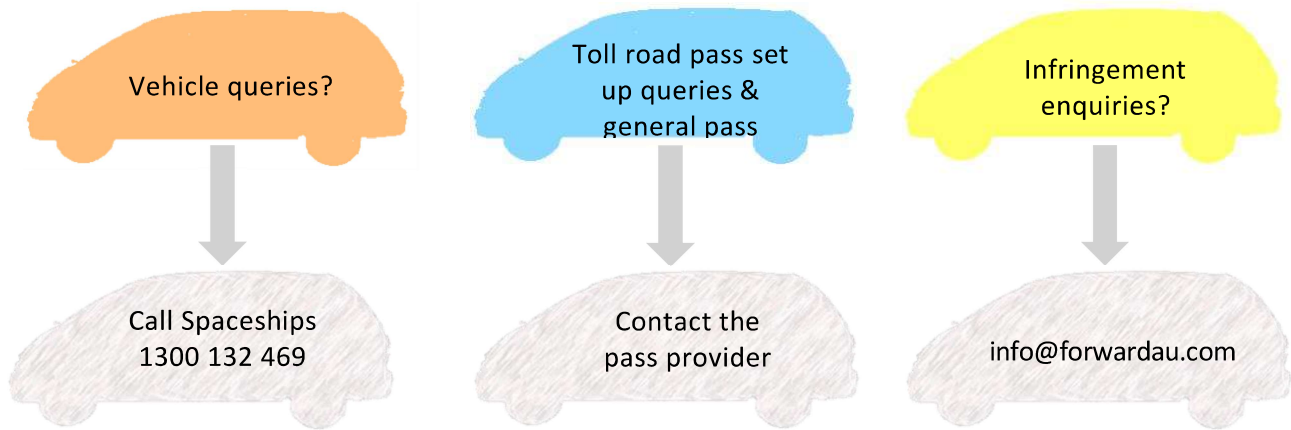 Vehicle queries?
Toll road pass set
up queries &
general pass
Infringement
enquiries?
Call Spaceships
1300 132 469
Contact the
pass provider
info@forwardau.com